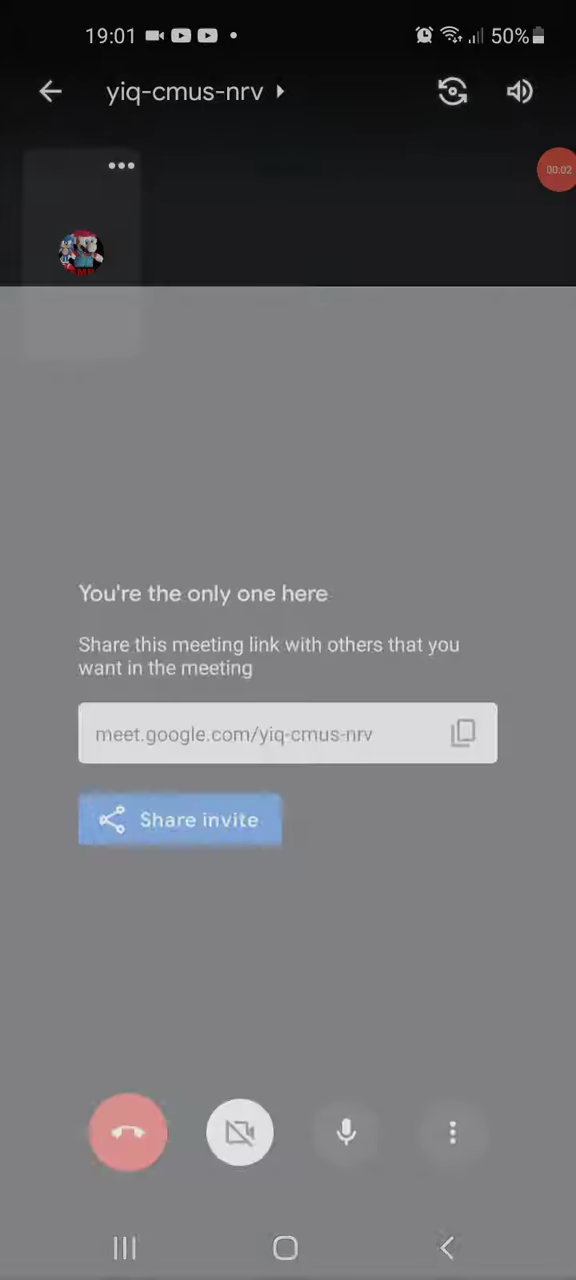 19:01
50%
yiq-cmus-nrv
00:02
You're the only one here
Share this meeting link with others that you
want in the meeting
meet.google.com/yiq-cmus-nrv
Share invite